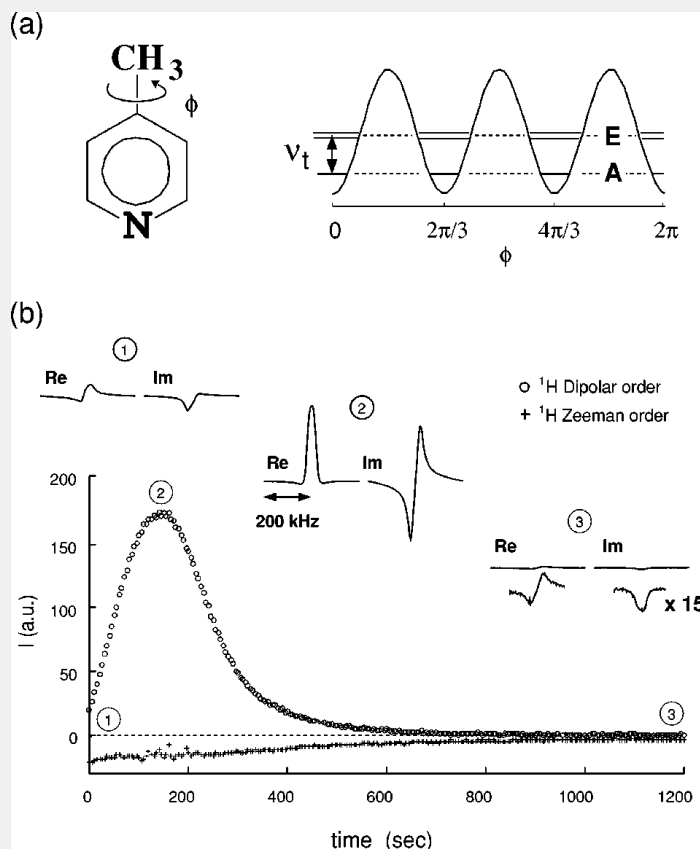 (a)
CH3
ϕ
N
νt
E
A
0 2π/3 4π/3 2π
ϕ
(b)
1
Re Im
2
Re Im
200 kHz
○ ¹H Dipolar order
+ ¹H Zeeman order
3
Re Im
x 15
200
150
100
50
0
I (a.u.)
2
1
3
0 200 400 600 800 1000 1200
time (sec)